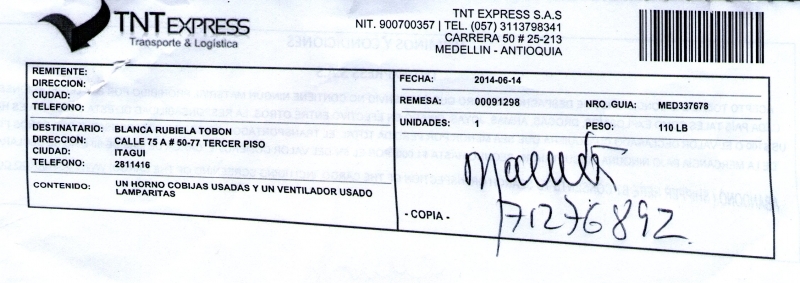 TNT EXPRESS
Transporte & Logística
TNT EXPRESS S.A.S
NIT. 900700357 | TEL. (057) 3113798341
CARRERA 50 # 25-213
MEDELLIN - ANTIOQUIA
REMITENTE:
DIRECCION:
CIUDAD:
TELEFONO:
DESTINATARIO: BLANCA RUBIELA TOBON
DIRECCION: CALLE 75 A # 50-77 TERCER PISO
CIUDAD: ITAGUI
TELEFONO: 2811416
CONTENIDO: UN HORNO COBIJAS USADAS Y UN VENTILADOR USADO
LAMPARITAS
FECHA: 2014-06-14
REMESA: 00091298 NRO. GUIA: MED337678
UNIDADES: 1 PESO: 110 LB
- COPIA -
71276892